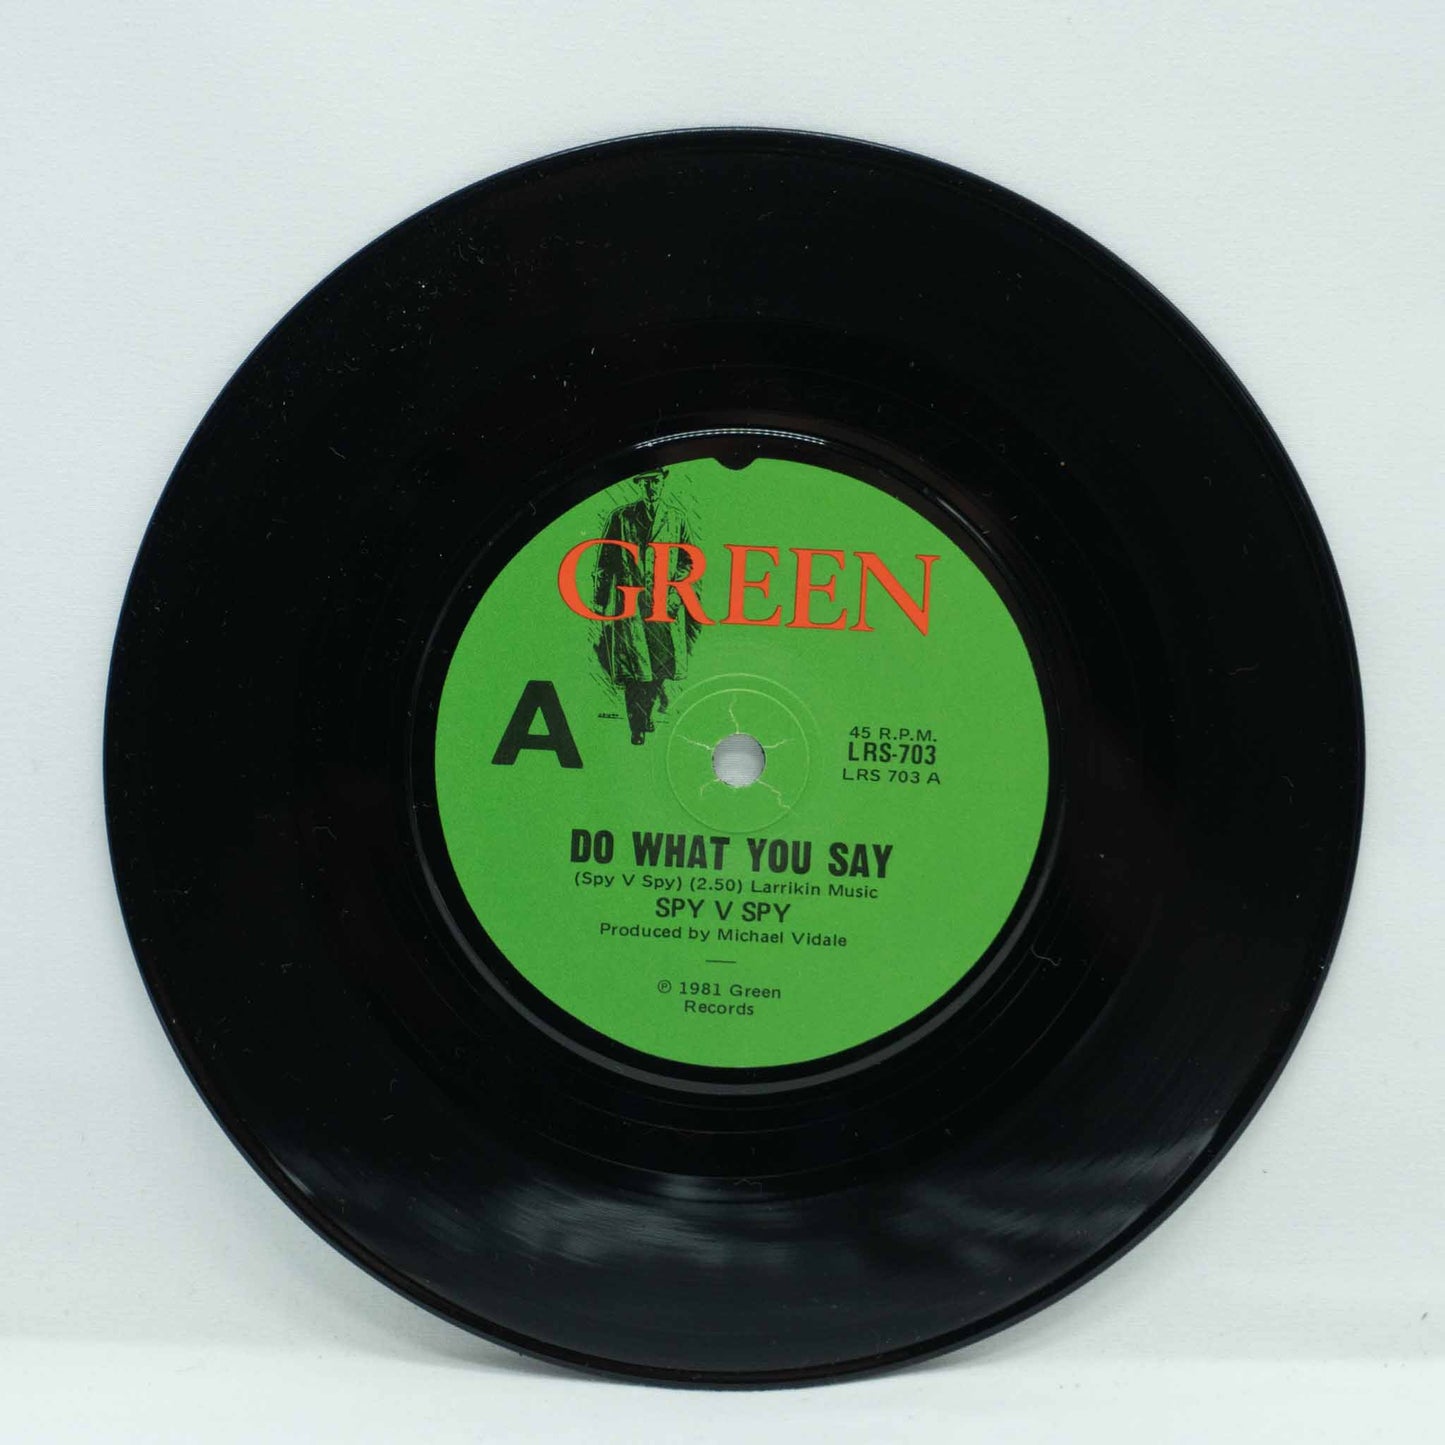 GREEN
A
45 R.P.M.
LRS-703
LRS 703 A
DO WHAT YOU SAY
(Spy V Spy) (2.50) Larrikin Music
SPY V SPY
Produced by Michael Vidale
℗ 1981 Green
Records